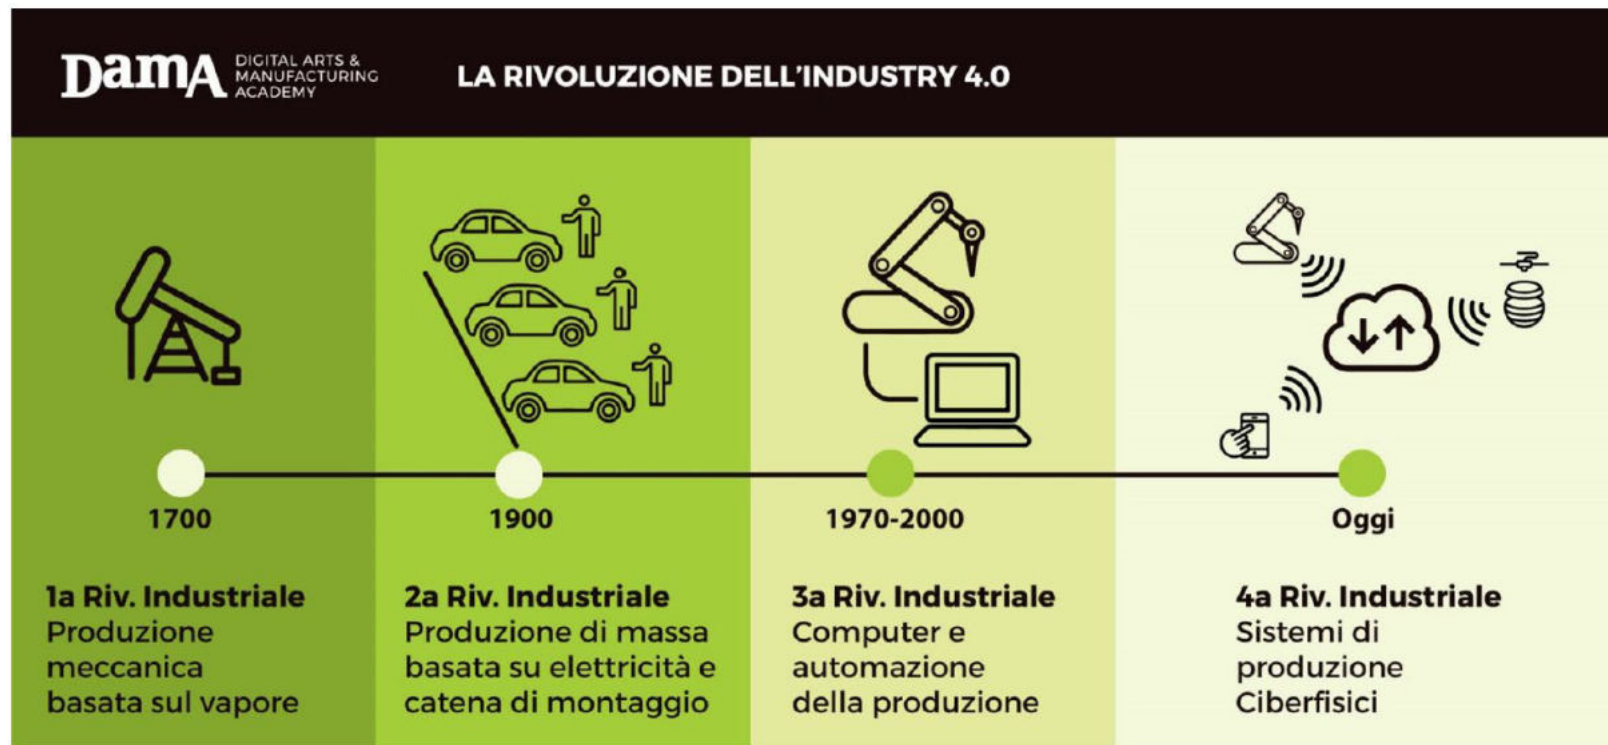 DamA
DIGITAL ARTS &
MANUFACTURING
ACADEMY
LA RIVOLUZIONE DELL'INDUSTRY 4.0
1700
1900
1970-2000
Oggi
1a Riv. Industriale
Produzione
meccanica
basata sul vapore
2a Riv. Industriale
Produzione di massa
basata su elettricità e
catena di montaggio
3a Riv. Industriale
Computer e
automazione
della produzione
4a Riv. Industriale
Sistemi di
produzione
Ciberfisici